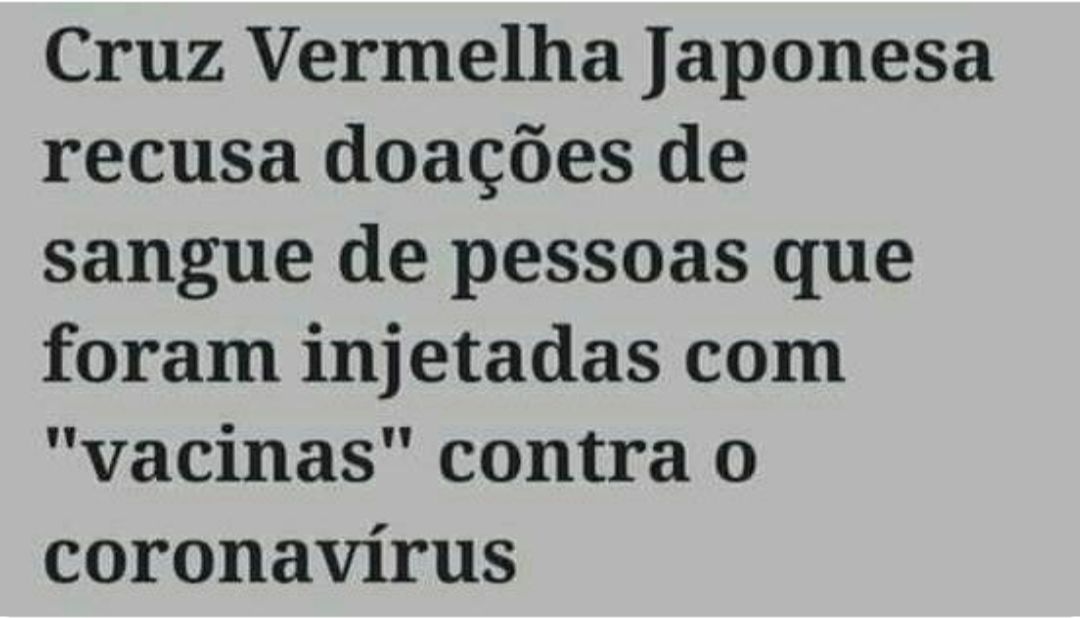 Cruz Vermelha Japonesa
recusa doações de
sangue de pessoas que
foram injetadas com
"vacinas" contra o
coronavírus